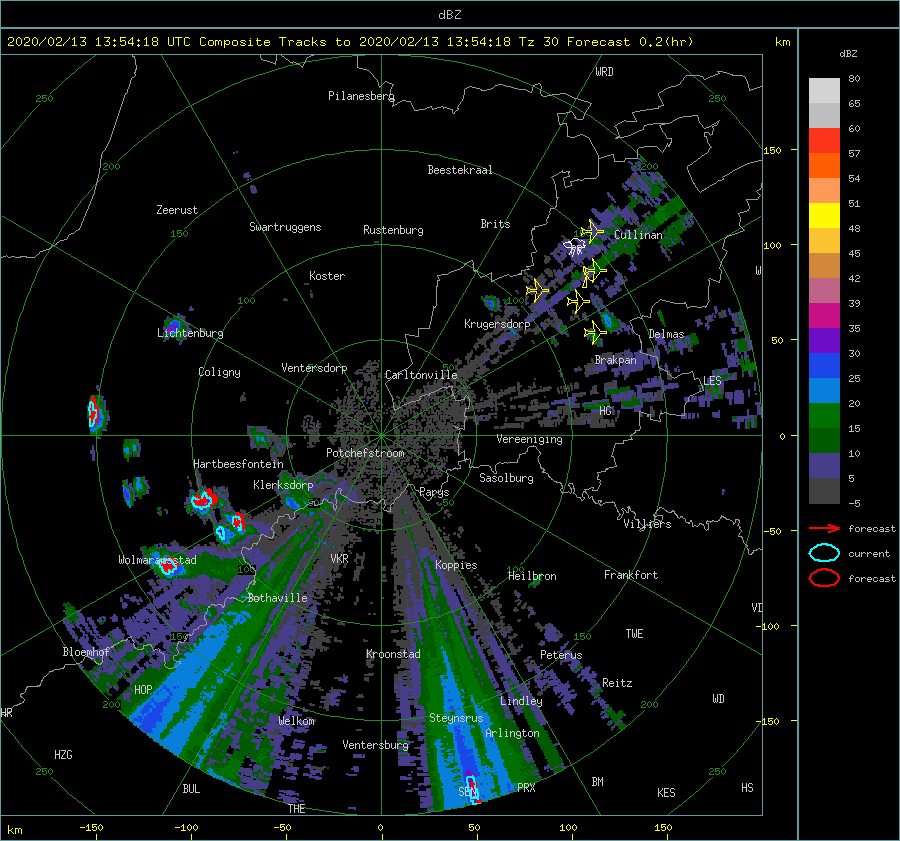 dBZ
2020/02/13 13:54:18 UTC Composite Tracks to 2020/02/13 13:54:18 Tz 30 Forecast 0.2(hr)
km
dBZ
WRD
250
Pilanesberg
250
80
65
60
57
54
51
48
45
42
39
35
30
25
20
15
10
5
-5
150
200
Beestekraal
200
Zeerust
150
Swartruggens
Rustenburg
Brits
Cullinan
100
Koster
W
100
100
Lichtenburg
Krugersdorp
Delmas
50
Brakpan
Coligny
Ventersdorp
Carltonville
LES
HG
0
Vereeniging
Potchefstroom
Hartbeesfontein
Sasolburg
Klerksdorp
Parys
50
50
Villiers
-50
forecast
current
forecast
Wolmaransstad
VKR
Koppies
100
100
Heilbron
Frankfort
Bothaville
VD
-100
150
150
TWE
Bloemhof
Kroonstad
Peterus
HOP
Reitz
WD
200
Lindley
200
HR
Welkom
Steynsrus
-150
Arlington
Ventersburg
HZG
250
250
BUL
SEN
PRX
BM
KES
HS
THE
km
-150
-100
-50
0
50
100
150